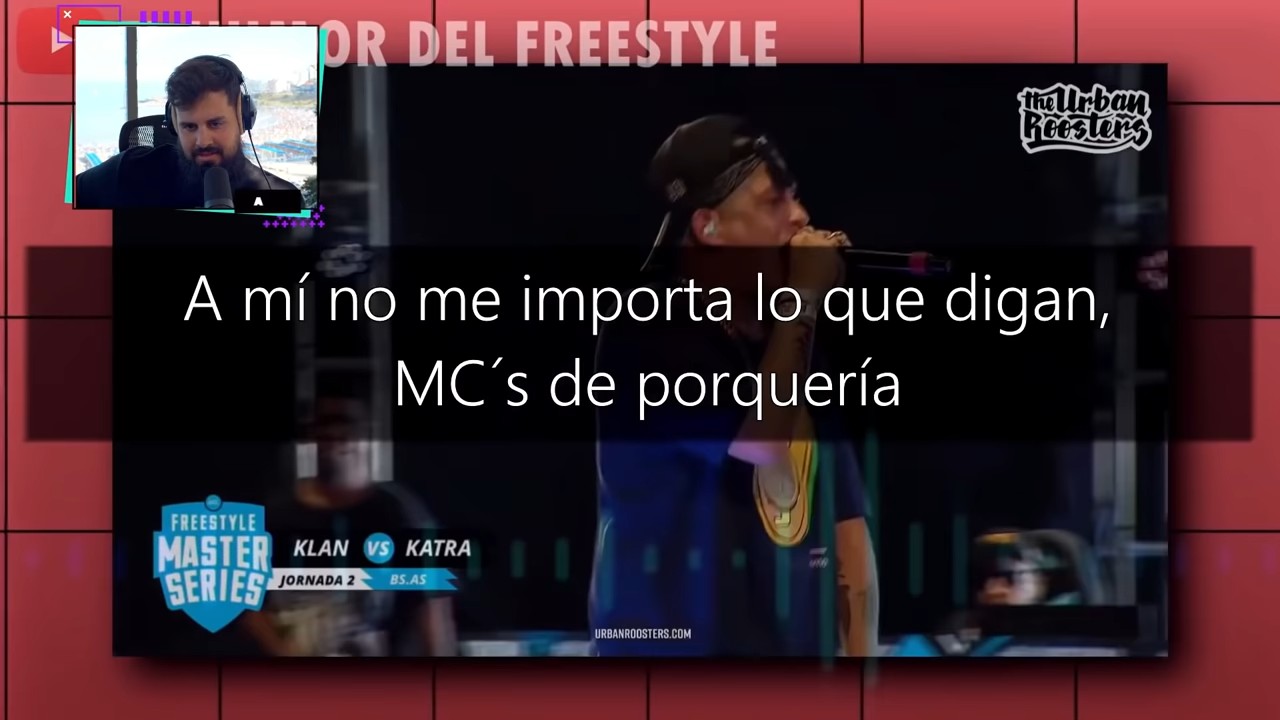 OR DEL FREESTYLE
the Urban
Roosters
A
A mí no me importa lo que digan,
MC´s de porquería
FREESTYLE
MASTER
SERIES
KLAN VS KATRA
JORNADA 2 BS.AS
URBANROOSTERS.COM